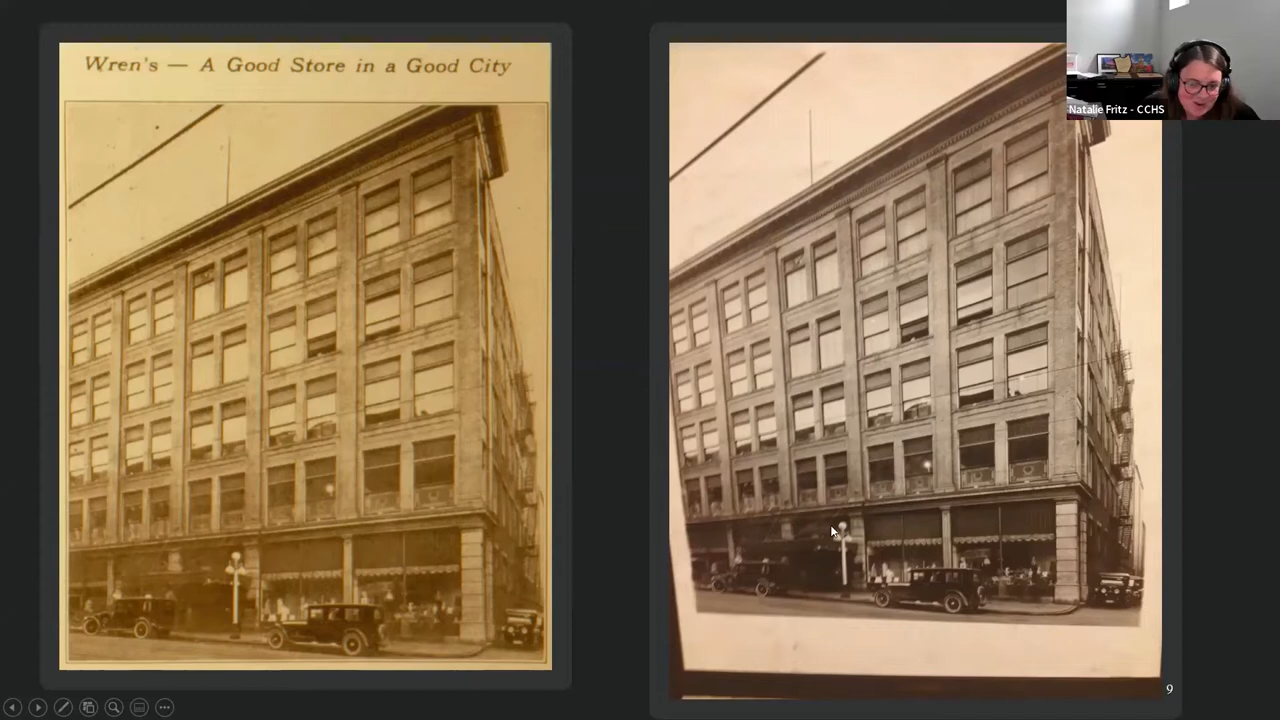 Wren's — A Good Store in a Good City
Natalie Fritz - CCHS
9